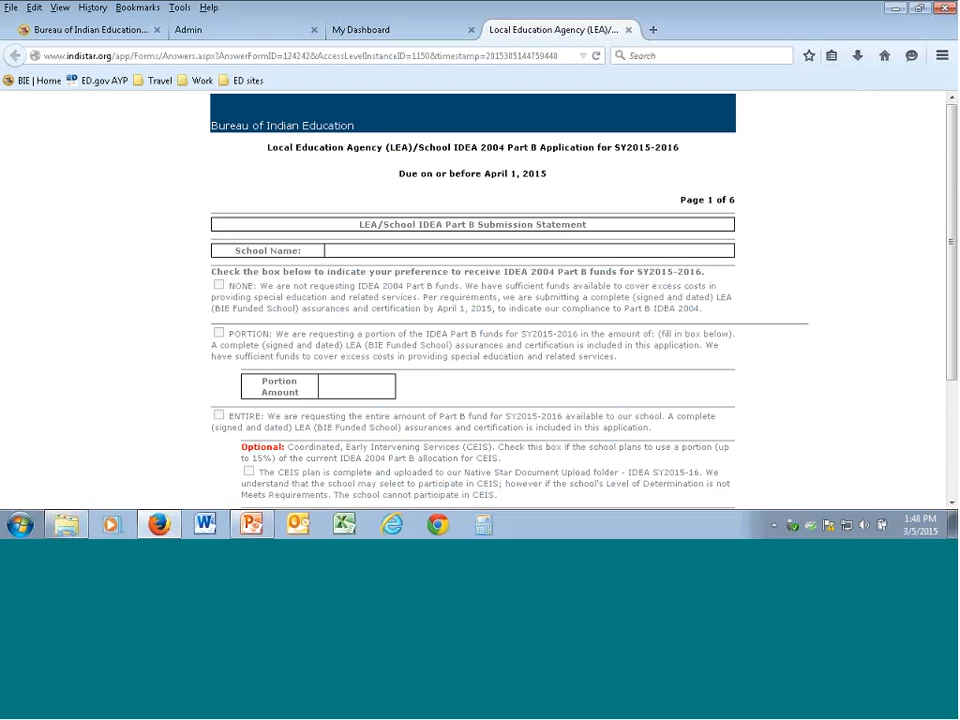 File Edit View History Bookmarks Tools Help
Bureau of Indian Education... × Admin × My Dashboard × Local Education Agency (LEA)/... × +
www.indistar.org/app/Forms/Answers.aspx?AnswerFormID=124242&AccessLevelInstanceID=1150&timestamp=2015305144759440 Search
BIE | Home ED.gov AYP Travel Work ED sites
Bureau of Indian Education
Local Education Agency (LEA)/School IDEA 2004 Part B Application for SY2015-2016
Due on or before April 1, 2015
Page 1 of 6
LEA/School IDEA Part B Submission Statement
School Name:
Check the box below to indicate your preference to receive IDEA 2004 Part B funds for SY2015-2016.
NONE: We are not requesting IDEA 2004 Part B funds. We have sufficient funds available to cover excess costs in
providing special education and related services. Per requirements, we are submitting a complete (signed and dated) LEA
(BIE Funded School) assurances and certification by April 1, 2015, to indicate our compliance to Part B IDEA 2004.
PORTION: We are requesting a portion of the IDEA Part B funds for SY2015-2016 in the amount of: (fill in box below).
A complete (signed and dated) LEA (BIE Funded School) assurances and certification is included in this application. We
have sufficient funds to cover excess costs in providing special education and related services.
Portion
Amount
ENTIRE: We are requesting the entire amount of Part B fund for SY2015-2016 available to our school. A complete
(signed and dated) LEA (BIE Funded School) assurances and certification is included in this application.
Optional: Coordinated, Early Intervening Services (CEIS). Check this box if the school plans to use a portion (up
to 15%) of the current IDEA 2004 Part B allocation for CEIS.
The CEIS plan is complete and uploaded to our Native Star Document Upload folder - IDEA SY2015-16. We
understand that the school may select to participate in CEIS; however if the school's Level of Determination is not
Meets Requirements. The school cannot participate in CEIS.
1:48 PM
3/5/2015